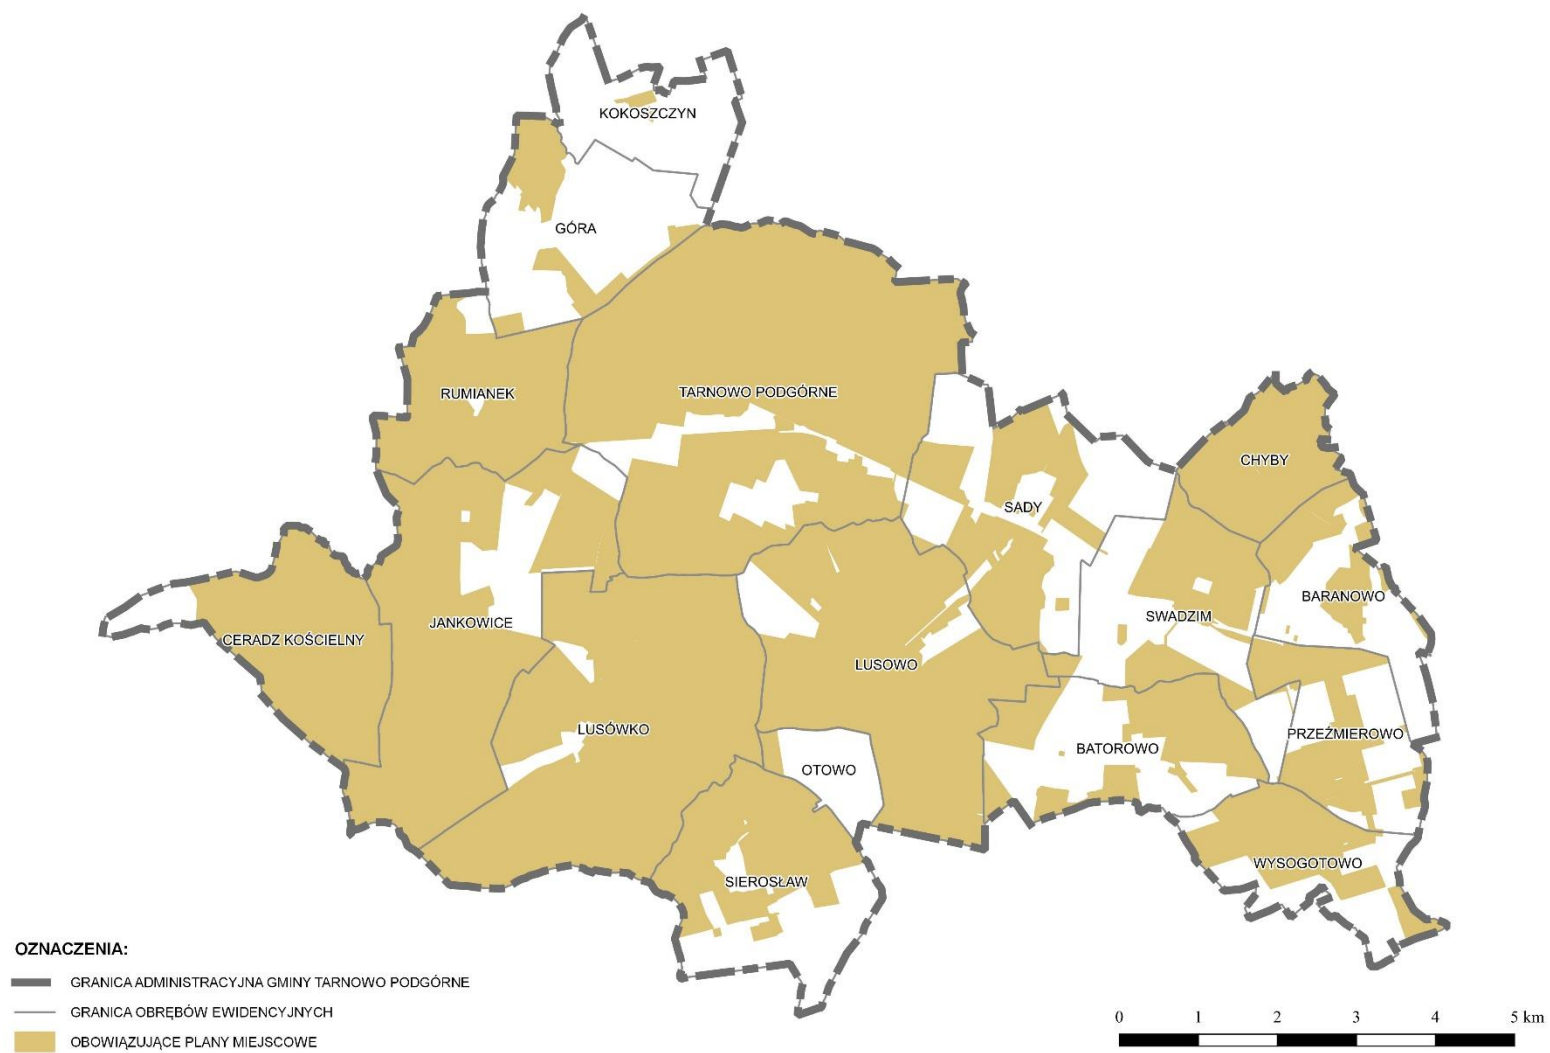 KOKOSZCZYN
GÓRA
RUMIANEK
TARNOWO PODGÓRNE
CHYBY
SADY
BARANOWO
SWADZIM
JANKOWICE
CERADZ KOŚCIELNY
LUSOWO
LUSÓWKO
PRZEŹMIEROWO
BATOROWO
OTOWO
WYSOGOTOWO
SIEROSŁAW
OZNACZENIA:
GRANICA ADMINISTRACYJNA GMINY TARNOWO PODGÓRNE
GRANICA OBRĘBÓW EWIDENCYJNYCH
OBOWIĄZUJĄCE PLANY MIEJSCOWE
0 1 2 3 4 5 km